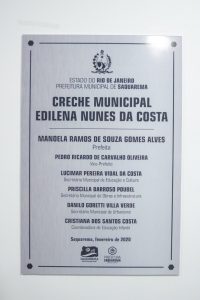 ESTADO DO RIO DE JANEIRO
PREFEITURA MUNICIPAL DE SAQUAREMA
CRECHE MUNICIPAL
EDILENA NUNES DA COSTA
MANOELA RAMOS DE SOUZA GOMES ALVES
Prefeita
PEDRO RICARDO DE CARVALHO OLIVEIRA
Vice-Prefeito
LUCIMAR PEREIRA VIDAL DA COSTA
Secretária Municipal de Educação e Cultura
PRISCILLA BARROSO POUBEL
Secretária Municipal de Obras e Infraestrutura
DANILO GORETTI VILLA VERDE
Secretário Municipal de Urbanismo
CRISTIANA DOS SANTOS COSTA
Coordenadora de Educação Infantil
Saquarema, fevereiro de 2020
SAQUAREMA